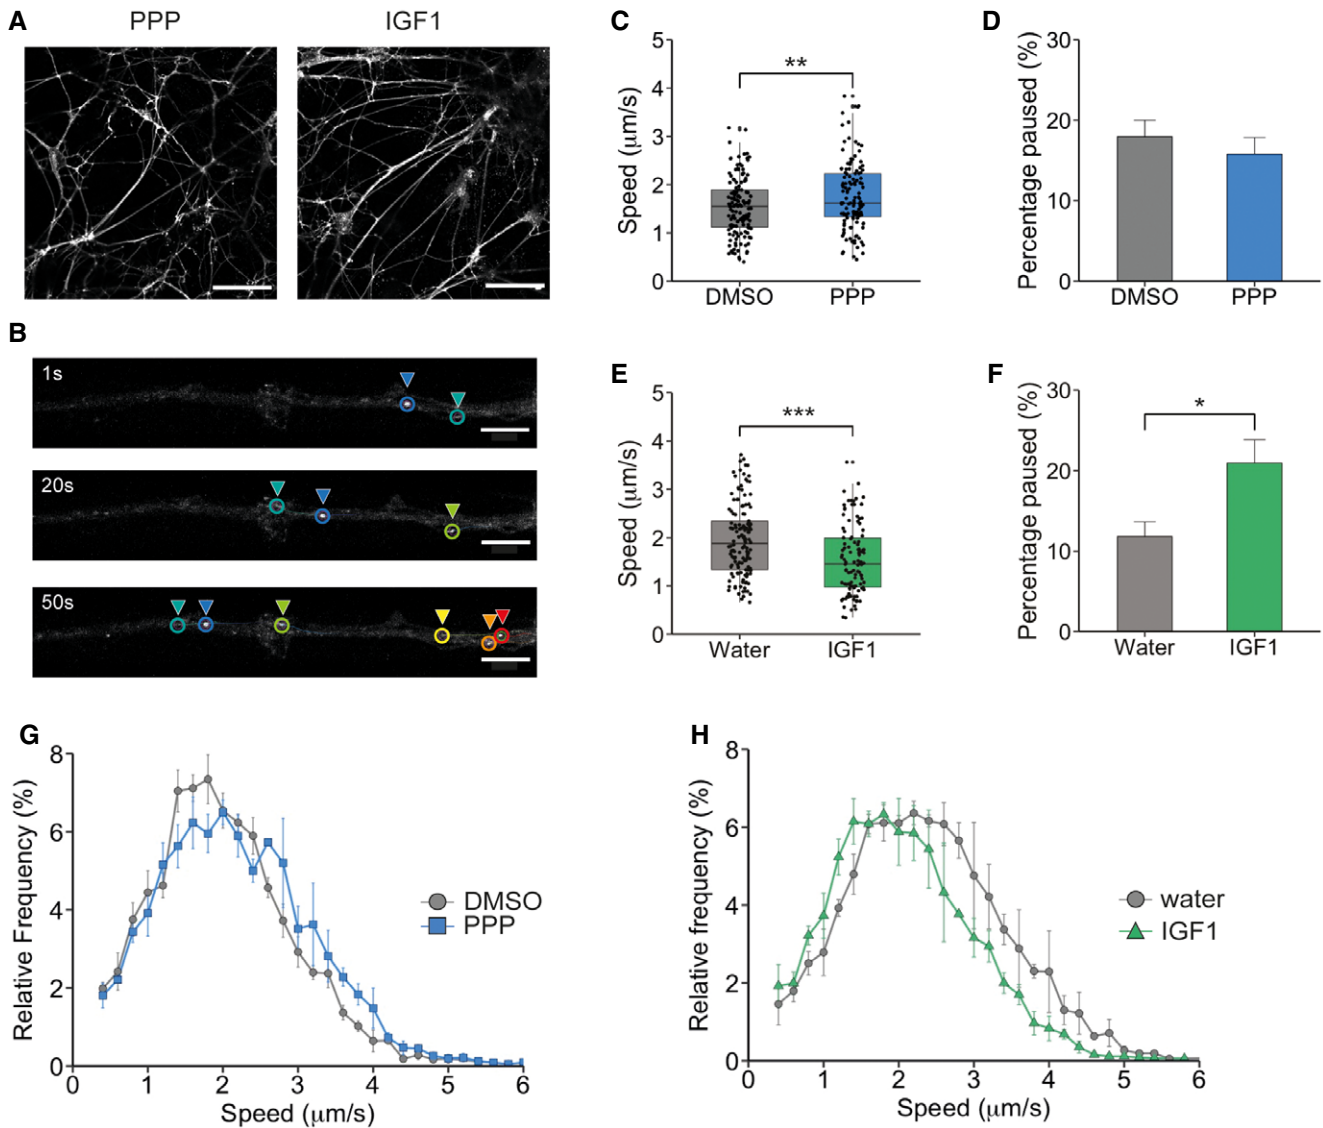 A
PPP
IGF1
B
1s
20s
50s
C
Speed (μm/s)
5
4
3
2
1
0
**
DMSO
PPP
D
Percentage paused (%)
30
20
10
0
DMSO
PPP
E
Speed (μm/s)
5
4
3
2
1
0
***
Water
IGF1
F
Percentage paused (%)
30
20
10
0
*
Water
IGF1
G
Relative Frequency (%)
8
6
4
2
0
0 1 2 3 4 5 6
Speed (μm/s)
DMSO
PPP
H
Relative frequency (%)
8
6
4
2
0
0 1 2 3 4 5 6
Speed (μm/s)
water
IGF1